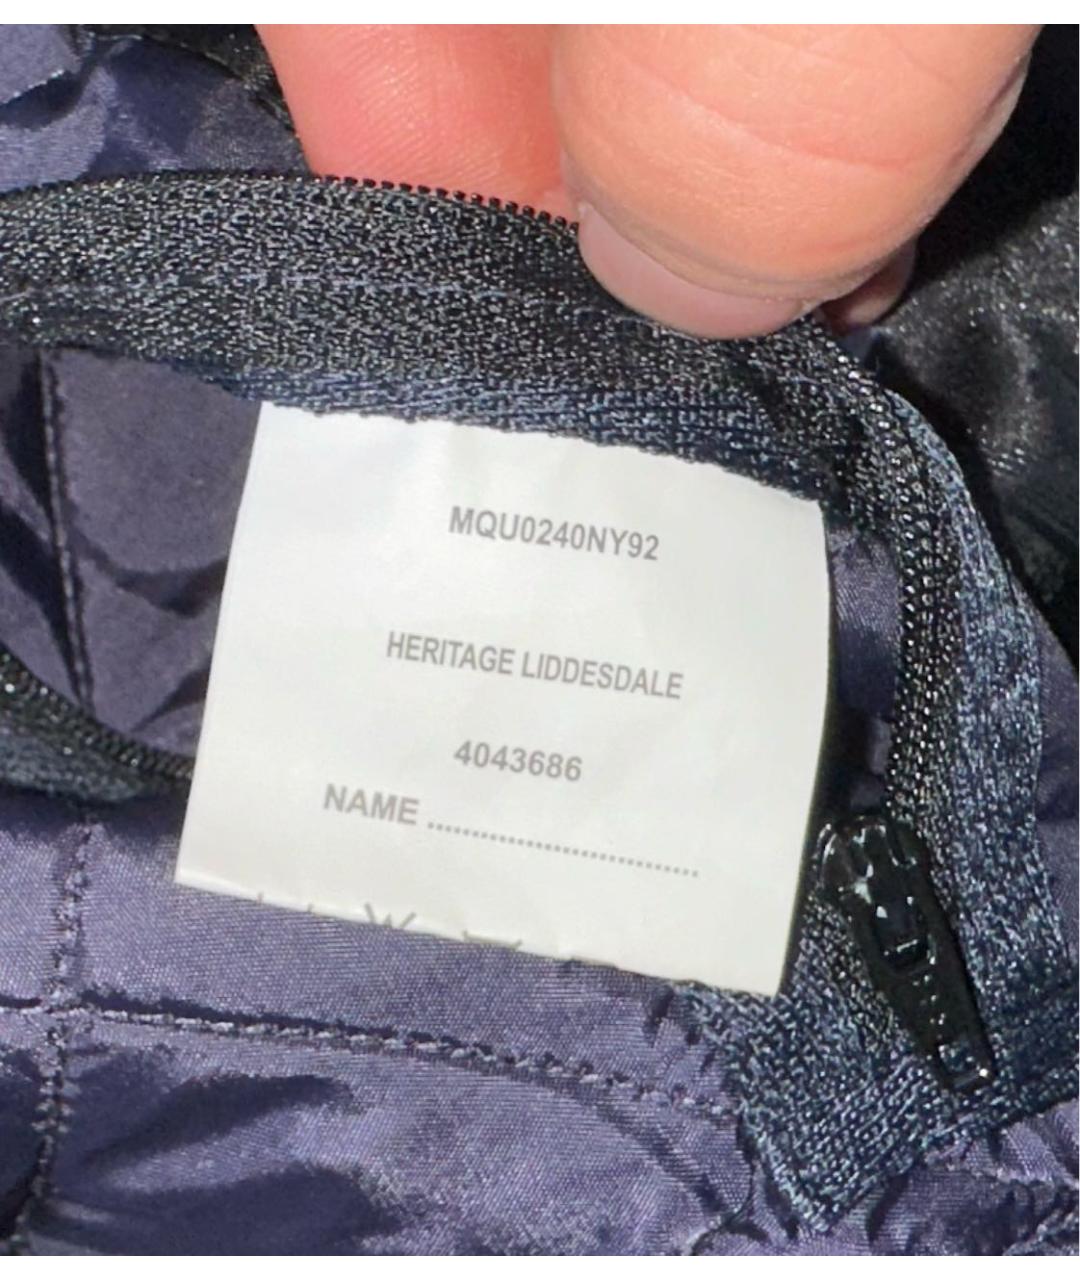 MQU0240NY92
HERITAGE LIDDESDALE
4043686
NAME ....................................